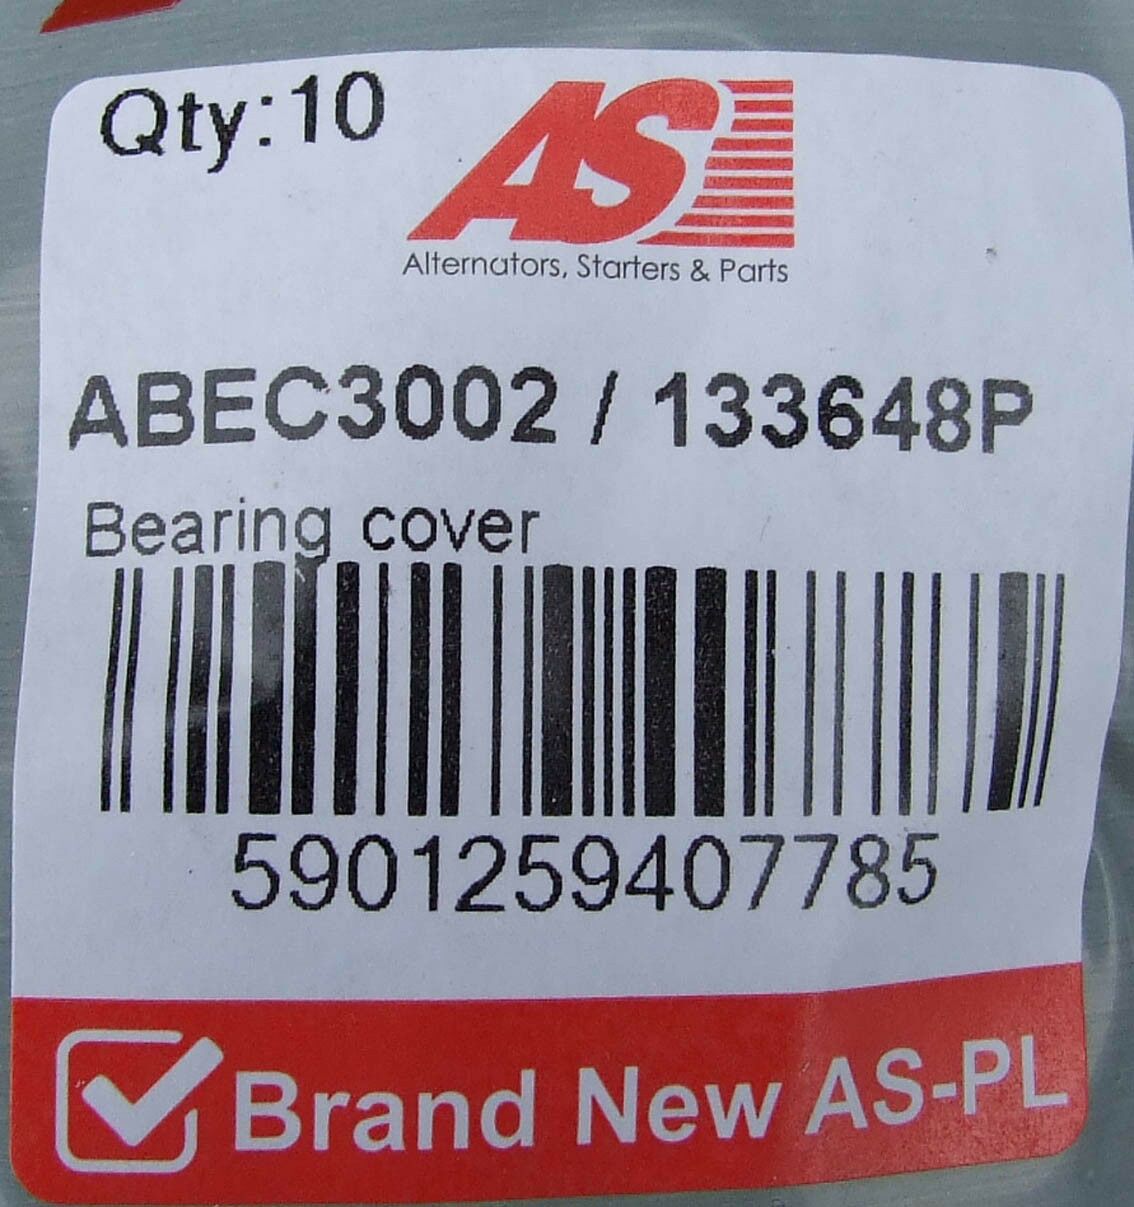 Qty:10
AS
Alternators, Starters & Parts
ABEC3002 / 133648P
Bearing cover
5901259407785
Brand New AS-PL